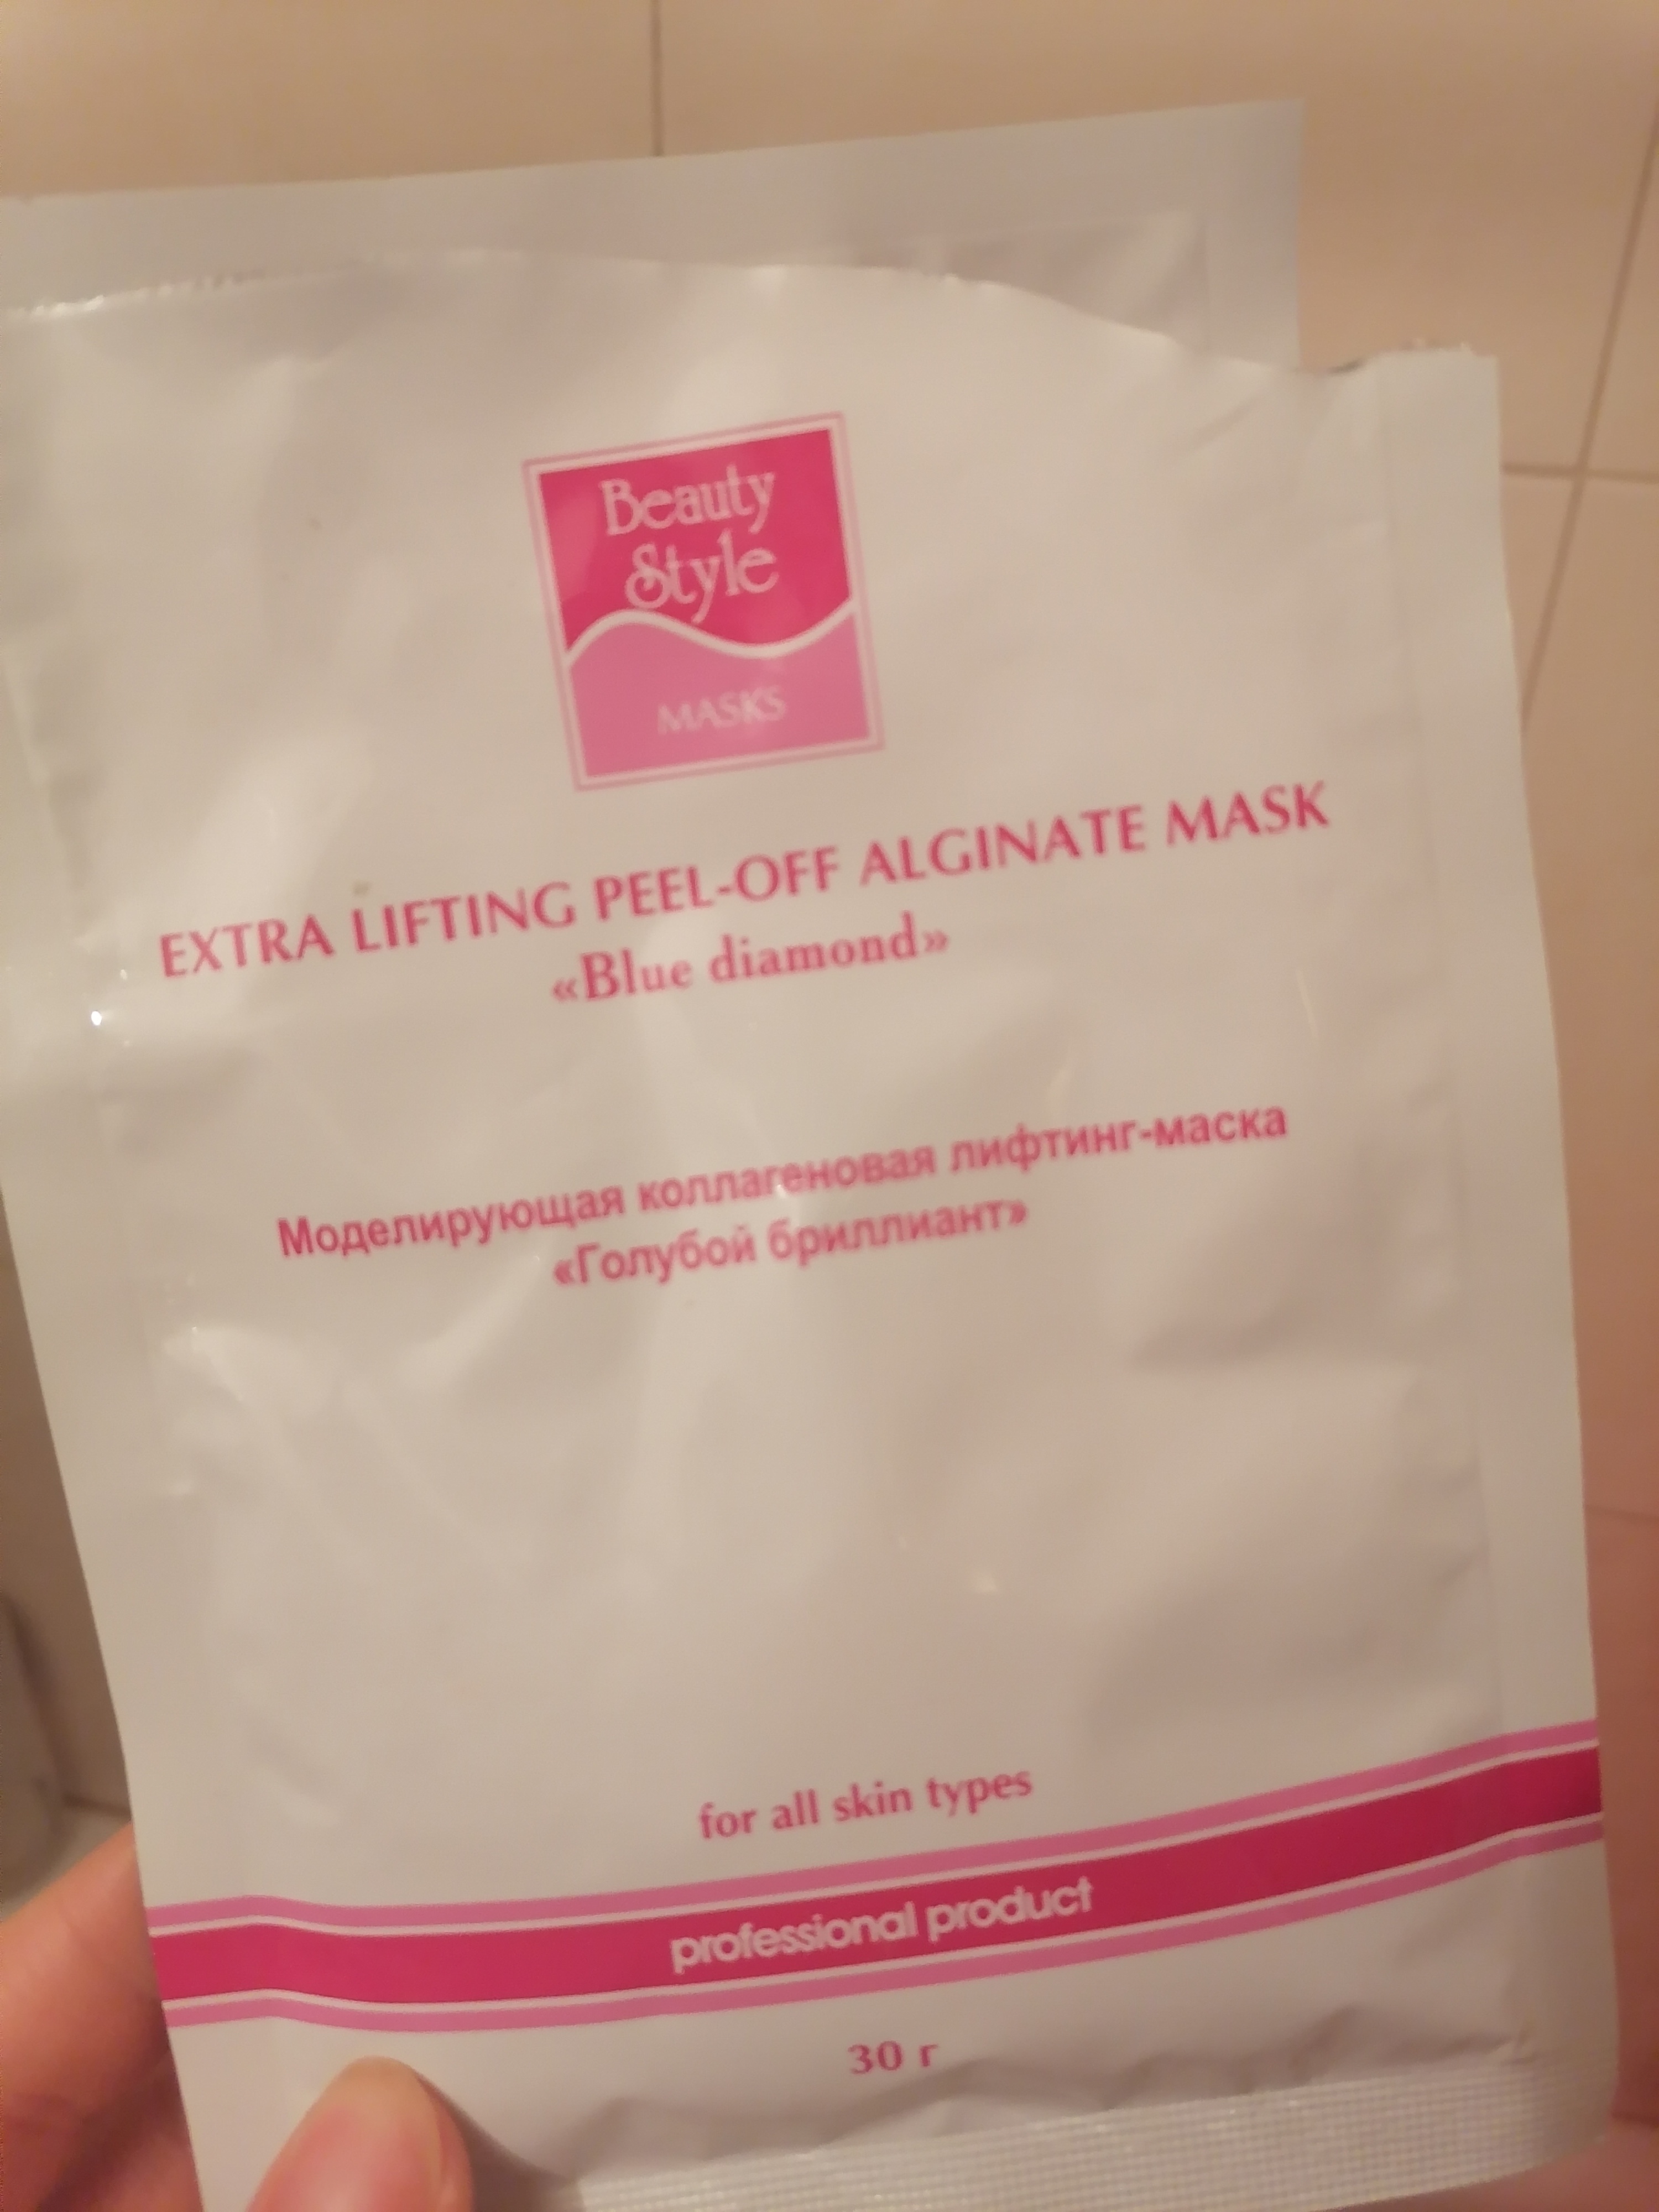 Beauty
Style
MASKS
EXTRA LIFTING PEEL-OFF ALGINATE MASK
«Blue diamond»
Моделирующая коллагеновая лифтинг-маска
«Голубой бриллиант»
for all skin types
professional product
30 г